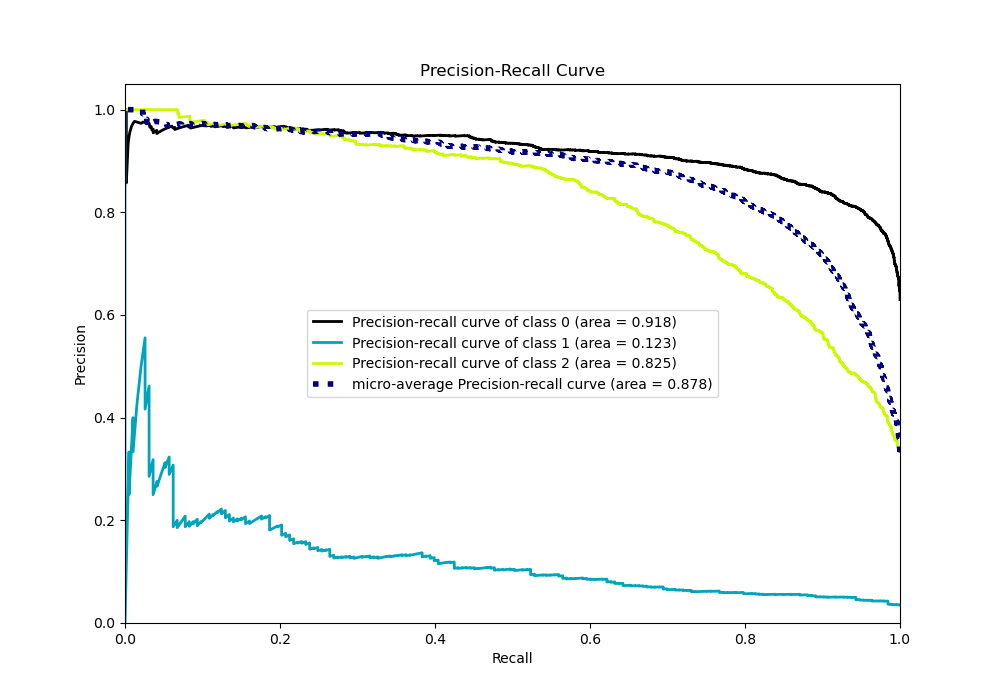 Precision-Recall Curve
1.0
0.8
0.6
0.4
0.2
0.0
Precision
Precision-recall curve of class 0 (area = 0.918)
Precision-recall curve of class 1 (area = 0.123)
Precision-recall curve of class 2 (area = 0.825)
micro-average Precision-recall curve (area = 0.878)
0.0 0.2 0.4 0.6 0.8 1.0
Recall